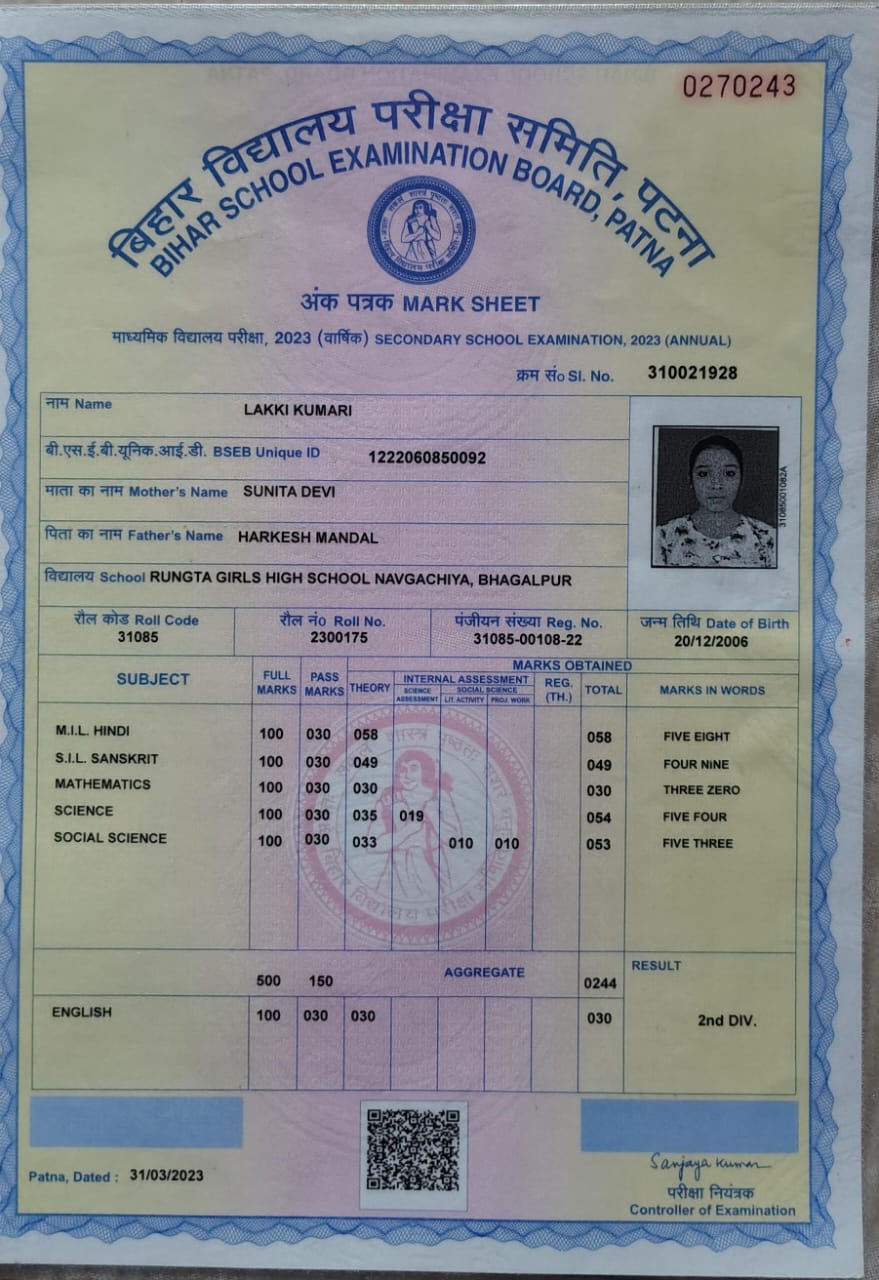 0270243
बिहार विद्यालय परीक्षा समिति, पटना
BIHAR SCHOOL EXAMINATION BOARD, PATNA
अंक पत्रक MARK SHEET
माध्यमिक विद्यालय परीक्षा, 2023 (वार्षिक) SECONDARY SCHOOL EXAMINATION, 2023 (ANNUAL)
क्रम सं० Sl. No. 310021928
नाम Name LAKKI KUMARI
बी.एस.ई.बी.यूनिक.आई.डी. BSEB Unique ID 1222060850092
माता का नाम Mother's Name SUNITA DEVI
पिता का नाम Father's Name HARKESH MANDAL
विद्यालय School RUNGTA GIRLS HIGH SCHOOL NAVGACHIYA, BHAGALPUR
31085001082A
रौल कोड Roll Code रौल नं० Roll No. पंजीयन संख्या Reg. No. जन्म तिथि Date of Birth
31085 2300175 31085-00108-22 20/12/2006
SUBJECT FULL MARKS PASS MARKS MARKS OBTAINED
THEORY INTERNAL ASSESSMENT REG. (TH.) TOTAL MARKS IN WORDS
SCIENCE ASSESSMENT SOCIAL SCIENCE
LIT. ACTIVITY PROJ. WORK
M.I.L. HINDI 100 030 058 058 FIVE EIGHT
S.I.L. SANSKRIT 100 030 049 049 FOUR NINE
MATHEMATICS 100 030 030 030 THREE ZERO
SCIENCE 100 030 035 019 054 FIVE FOUR
SOCIAL SCIENCE 100 030 033 010 010 053 FIVE THREE
500 150 AGGREGATE 0244 RESULT
ENGLISH 100 030 030 030 2nd DIV.
Patna, Dated : 31/03/2023
Sanjaya Kumar
परीक्षा नियंत्रक
Controller of Examination